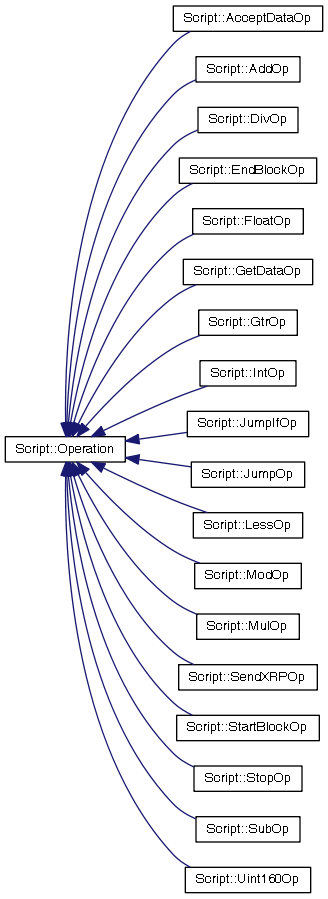 Script::AcceptDataOp
Script::AddOp
Script::DivOp
Script::EndBlockOp
Script::FloatOp
Script::GetDataOp
Script::GtrOp
Script::IntOp
Script::JumpIfOp
Script::Operation
Script::JumpOp
Script::LessOp
Script::ModOp
Script::MulOp
Script::SendXRPOp
Script::StartBlockOp
Script::StopOp
Script::SubOp
Script::Uint160Op